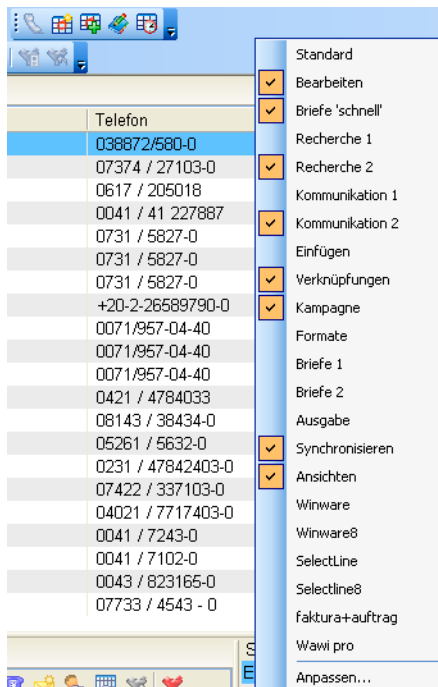 Telefon
038872/580-0
07374 / 27103-0
0617 / 205018
0041 / 41 227887
0731 / 5827-0
0731 / 5827-0
0731 / 5827-0
+20-2-26589790-0
0071/957-04-40
0071/957-04-40
0071/957-04-40
0421 / 4784033
08143 / 38434-0
05261 / 5632-0
0231 / 47842403-0
07422 / 337103-0
04021 / 7717403-0
0041 / 7243-0
0041 / 7102-0
0043 / 823165-0
07733 / 4543 - 0
S
E
Standard
Bearbeiten
Briefe 'schnell'
Recherche 1
Recherche 2
Kommunikation 1
Kommunikation 2
Einfügen
Verknüpfungen
Kampagne
Formate
Briefe 1
Briefe 2
Ausgabe
Synchronisieren
Ansichten
Winware
Winware8
SelectLine
Selectline8
faktura+auftrag
Wawi pro
Anpassen...